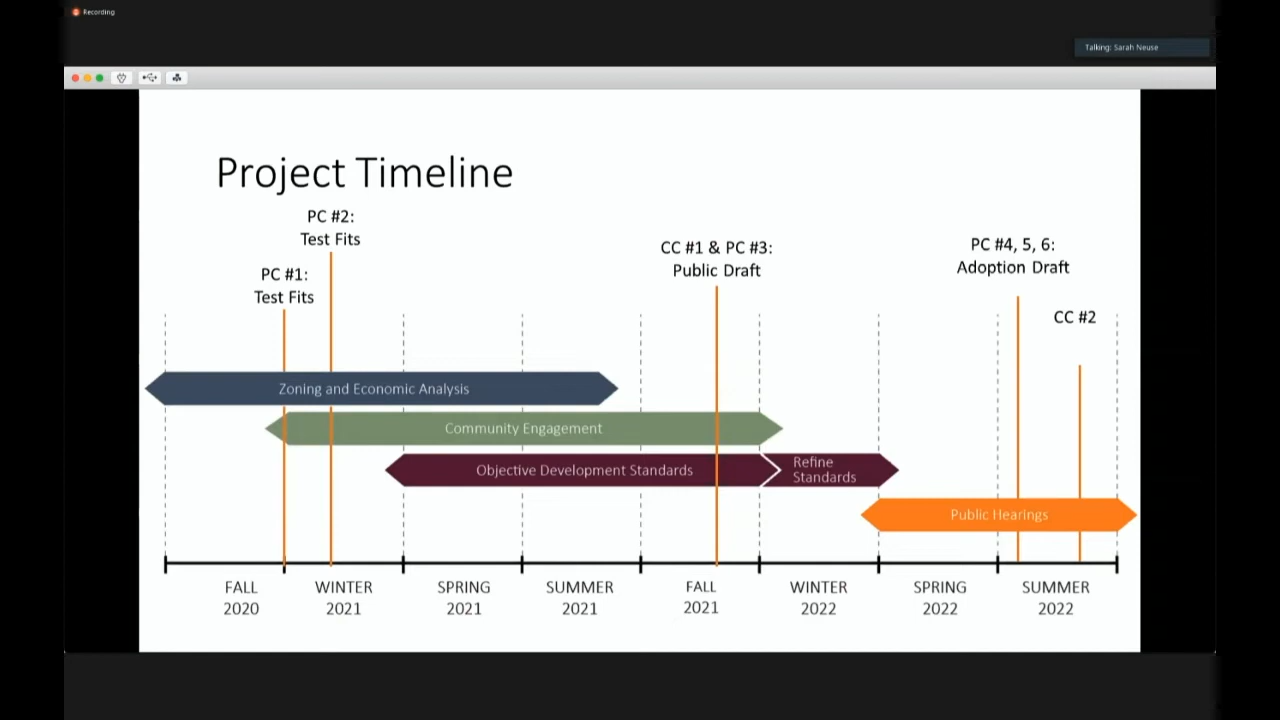 Recording
Talking: Sarah Neuse
Project Timeline
PC #2:
Test Fits
PC #1:
Test Fits
CC #1 & PC #3:
Public Draft
PC #4, 5, 6:
Adoption Draft
CC #2
Zoning and Economic Analysis
Community Engagement
Objective Development Standards
Refine
Standards
Public Hearings
FALL
2020
WINTER
2021
SPRING
2021
SUMMER
2021
FALL
2021
WINTER
2022
SPRING
2022
SUMMER
2022